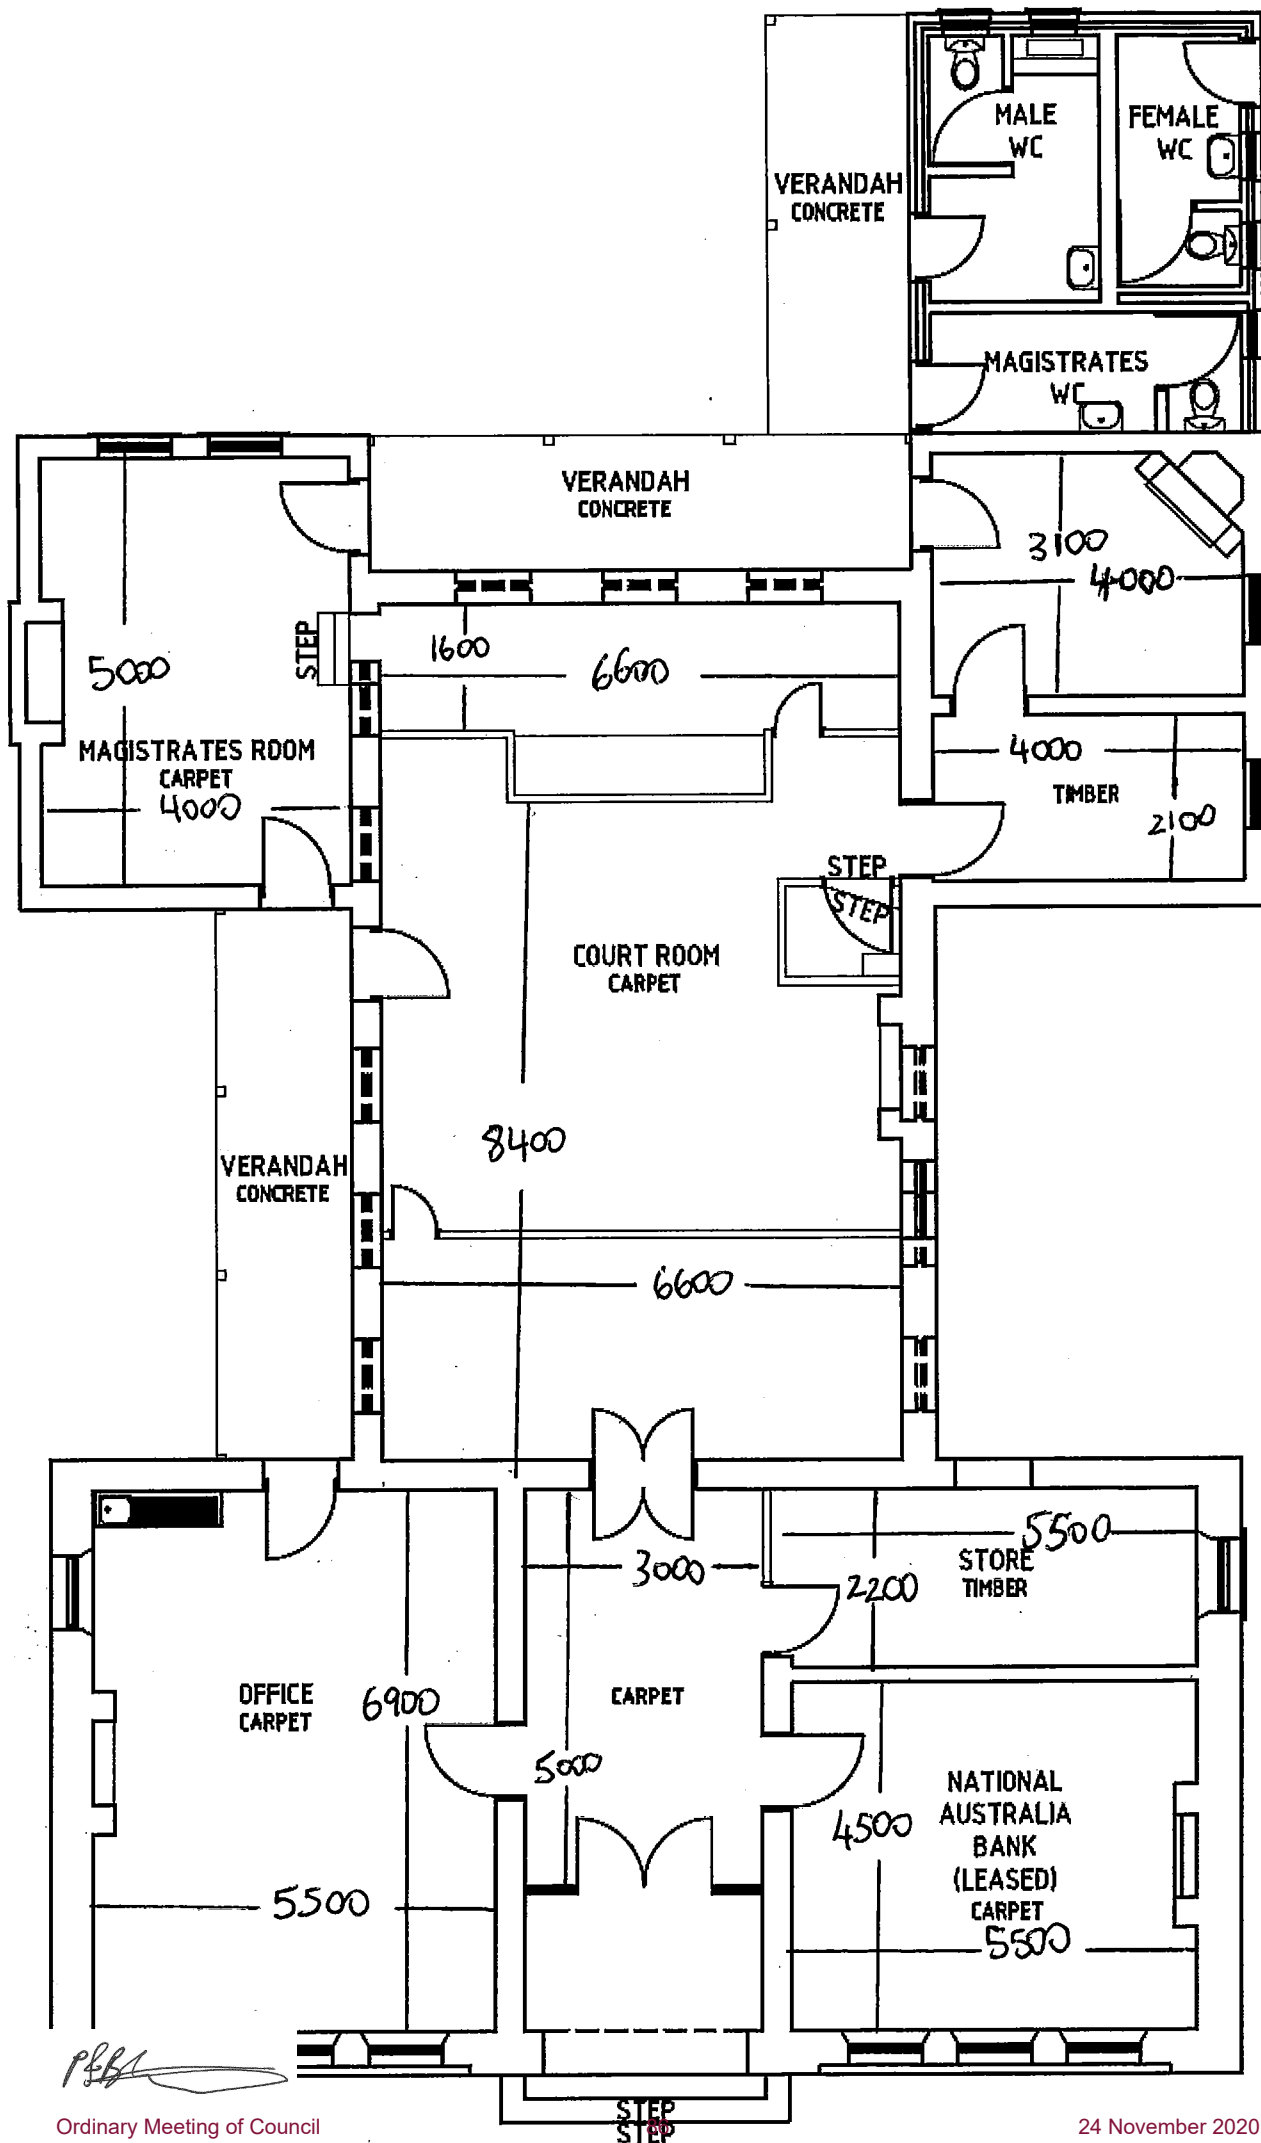 MALE
WC
FEMALE
WC
VERANDAH
CONCRETE
MAGISTRATES
WC
VERANDAH
CONCRETE
3100
4000
STEP
1600
6600
5000
MAGISTRATES ROOM
CARPET
4000
4000
TIMBER
2100
STEP
STEP
COURT ROOM
CARPET
8400
VERANDAH
CONCRETE
6600
5500
STORE
TIMBER
3000
2200
OFFICE
CARPET
6900
CARPET
5000
NATIONAL
AUSTRALIA
BANK
(LEASED)
CARPET
4500
5500
5500
STEP
STEP
Ordinary Meeting of Council
24 November 2020